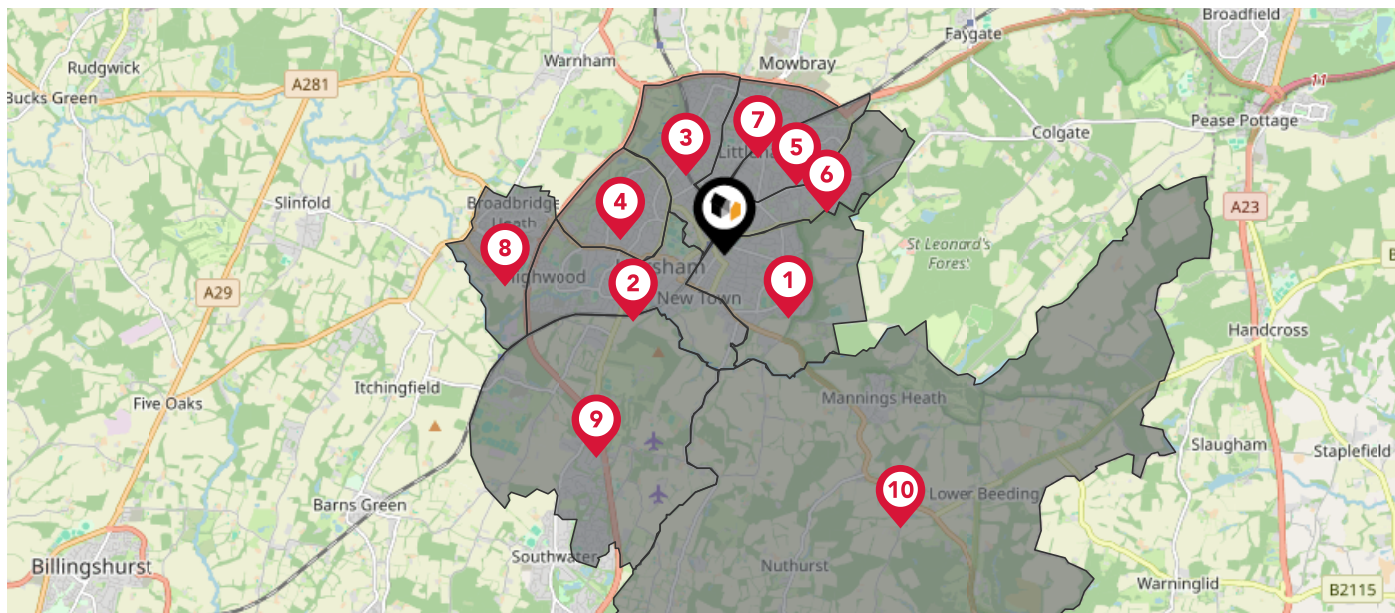 Broadfield
Faygate
Warnham
Mowbray
Rudgwick
11
A281
Bucks Green
7
Pease Pottage
3
Colgate
5
6
4
Slinfold
Broadbridge
Heath
A23
8
St Leonard's
Fores
2
1
A29
New Town
Handcross
Itchingfield
Mannings Heath
Five Oaks
9
Slaugham
Staplefield
10
Lower Beeding
Barns Green
Southwater
Billingshurst
Nuthurst
Warninglid
B2115